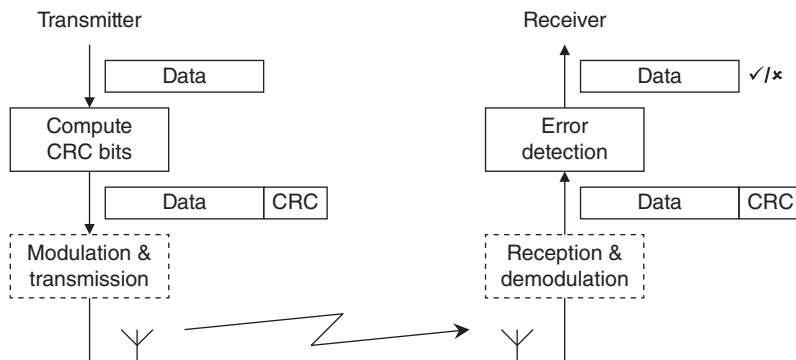 Transmitter
Receiver
Data
Data ✓/×
Compute
CRC bits
Error
detection
Data CRC
Data CRC
Modulation &
transmission
Reception &
demodulation